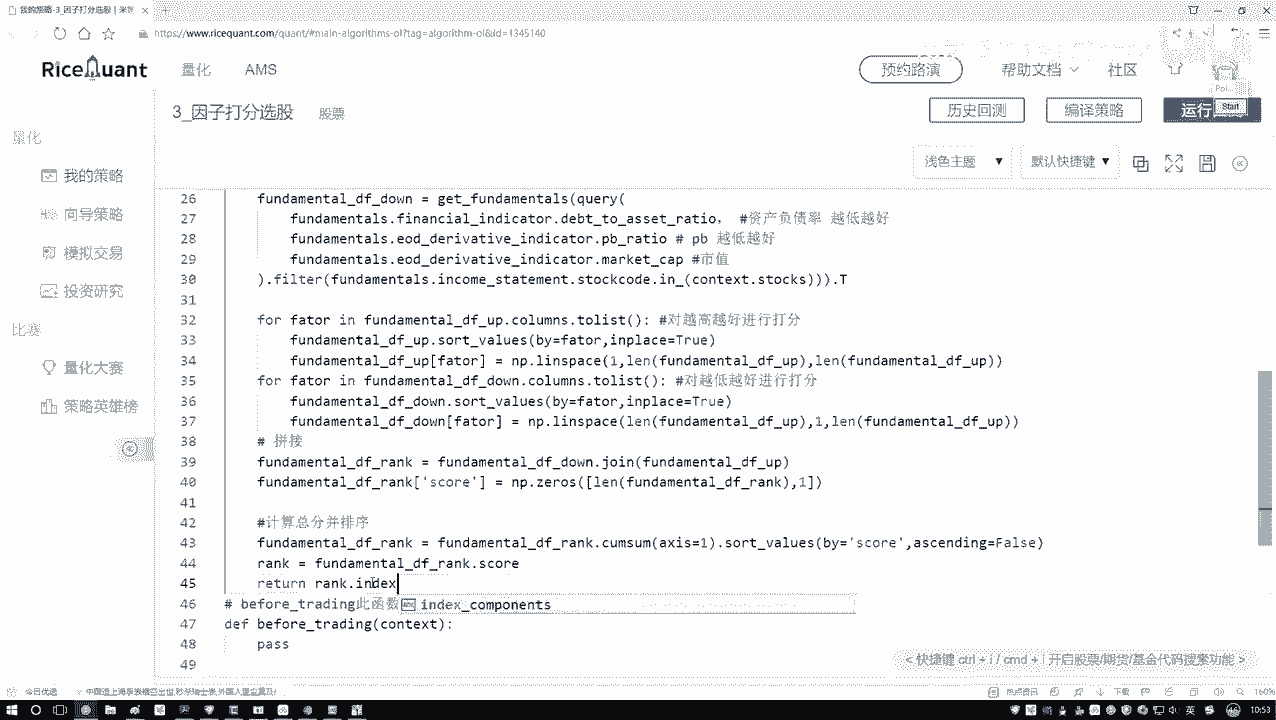 我的策略-3_因子打分选股
https://www.ricequant.com/quant/#main-algorithms-ol?tag=algorithm-ol&id=1345140
RiceQuant 量化 AMS 预约路演 帮助文档 社区
3_因子打分选股 股票 历史回测 编译策略 运行 Start
浅色主题 默认快捷键
量化
我的策略
向导策略
模拟交易
投资研究
比赛
量化大赛
策略英雄榜
26 fundamental_df_down = get_fundamentals(query(
27 fundamentals.financial_indicator.debt_to_asset_ratio， #资产负债率 越低越好
28 fundamentals.eod_derivative_indicator.pb_ratio # pb 越低越好
29 fundamentals.eod_derivative_indicator.market_cap #市值
30 ).filter(fundamentals.income_statement.stockcode.in_(context.stocks))).T
31
32 for fator in fundamental_df_up.columns.tolist(): #对越高越好进行打分
33 fundamental_df_up.sort_values(by=fator,inplace=True)
34 fundamental_df_up[fator] = np.linspace(1,len(fundamental_df_up),len(fundamental_df_up))
35 for fator in fundamental_df_down.columns.tolist(): #对越低越好进行打分
36 fundamental_df_down.sort_values(by=fator,inplace=True)
37 fundamental_df_down[fator] = np.linspace(len(fundamental_df_up),1,len(fundamental_df_up))
38 # 拼接
39 fundamental_df_rank = fundamental_df_down.join(fundamental_df_up)
40 fundamental_df_rank['score'] = np.zeros([len(fundamental_df_rank),1])
41
42 #计算总分并排序
43 fundamental_df_rank = fundamental_df_rank.cumsum(axis=1).sort_values(by='score',ascending=False)
44 rank = fundamental_df_rank.score
45 return rank.index
46 # before_trading此函数 index_components
47 def before_trading(context):
48 pass
49
< 快捷键 ctrl + i / cmd + i 开启股票/期货/基金代码搜索功能 >
今日优选 下载 160%
10:53